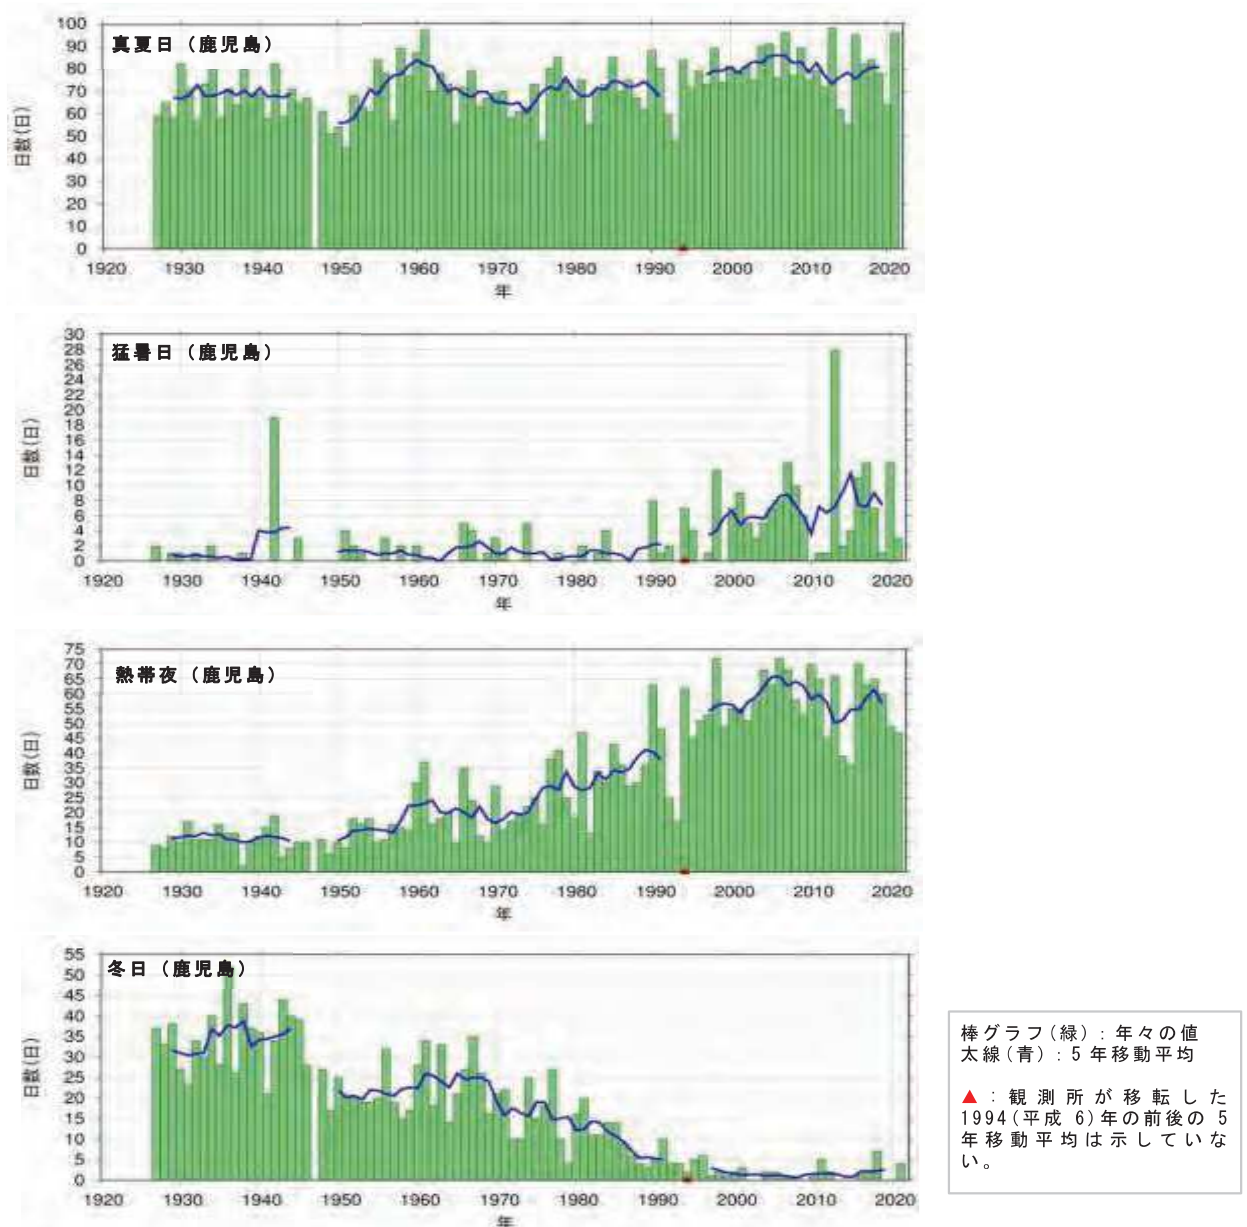 真夏日(鹿児島)
日数(日)
100
90
80
70
60
50
40
30
20
10
0
1920 1930 1940 1950 1960 1970 1980 1990 2000 2010 2020
年
猛暑日(鹿児島)
日数(日)
30
28
26
24
22
20
18
16
14
12
10
8
6
4
2
0
1920 1930 1940 1950 1960 1970 1980 1990 2000 2010 2020
年
熱帯夜(鹿児島)
日数(日)
75
70
65
60
55
50
45
40
35
30
25
20
15
10
5
0
1920 1930 1940 1950 1960 1970 1980 1990 2000 2010 2020
年
冬日(鹿児島)
日数(日)
55
50
45
40
35
30
25
20
15
10
5
0
1920 1930 1940 1950 1960 1970 1980 1990 2000 2010 2020
年
棒グラフ(緑):年々の値
太線(青):5年移動平均
▲:観測所が移転した
1994(平成6)年の前後の5
年移動平均は示していな
い。